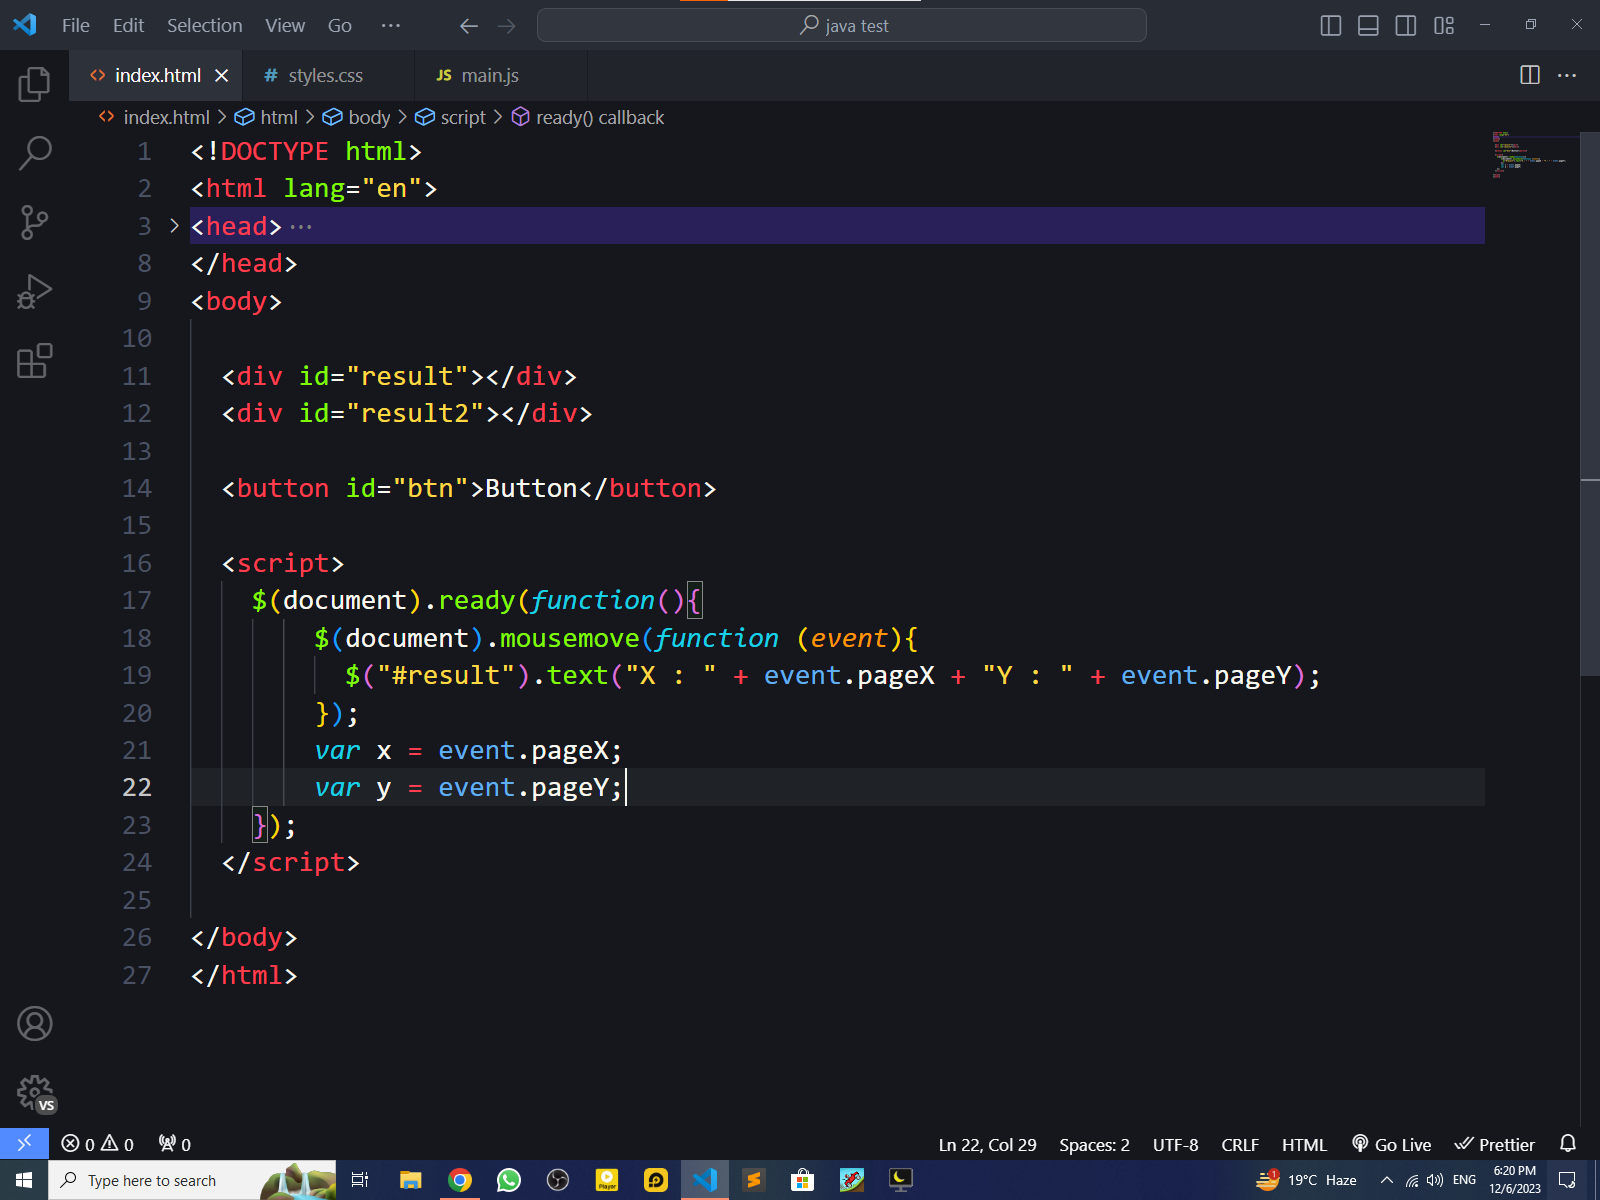 File Edit Selection View Go ··· java test
index.html # styles.css JS main.js
index.html > html > body > script > ready() callback
1 <!DOCTYPE html>
2 <html lang="en">
3 <head>···
8 </head>
9 <body>
10
11 <div id="result"></div>
12 <div id="result2"></div>
13
14 <button id="btn">Button</button>
15
16 <script>
17 $(document).ready(function(){
18 $(document).mousemove(function (event){
19 $("#result").text("X : " + event.pageX + "Y : " + event.pageY);
20 });
21 var x = event.pageX;
22 var y = event.pageY;
23 });
24 </script>
25
26 </body>
27 </html>
VS
0 0 0 Ln 22, Col 29 Spaces: 2 UTF-8 CRLF HTML Go Live Prettier
Type here to search 1 19°C Haze ENG 6:20 PM
12/6/2023